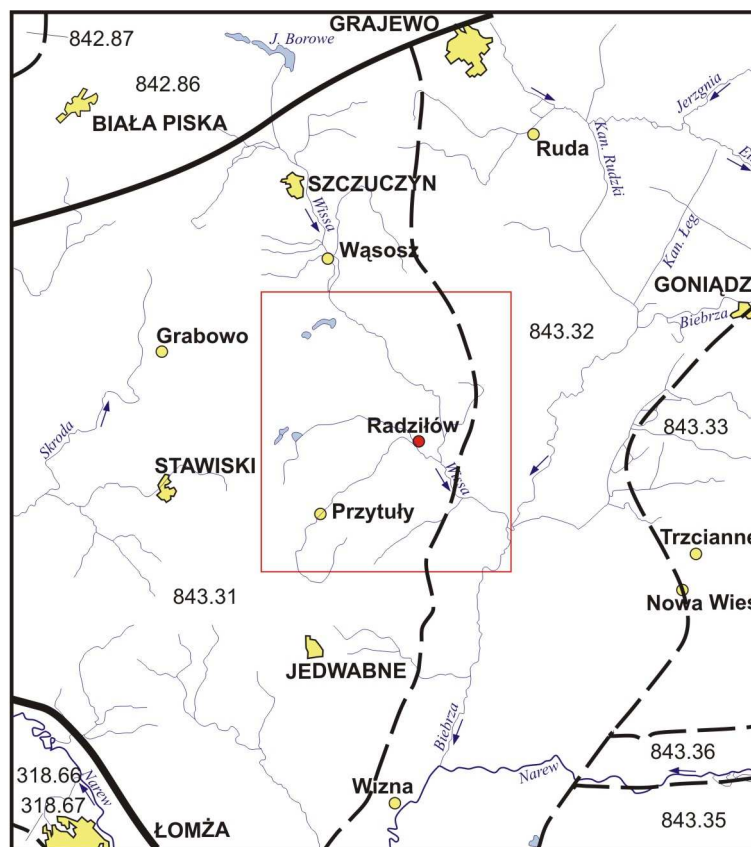 GRAJEWO
842.87
J. Borowe
842.86
BIAŁA PISKA
Jerzgnia
Ruda
Kan. Rudzki
SZCZUCZYN
Wissa
Wąsosz
Kan. Łęg
GONIĄDZ
Biebrza
843.32
Grabowo
Skroda
Radziłów
843.33
STAWISKI
Wissa
Przytuły
Trzcianne
843.31
Nowa Wieś
JEDWABNE
Biebrza
843.36
318.66
Narew
Narew
318.67
Wizna
843.35
ŁOMŻA